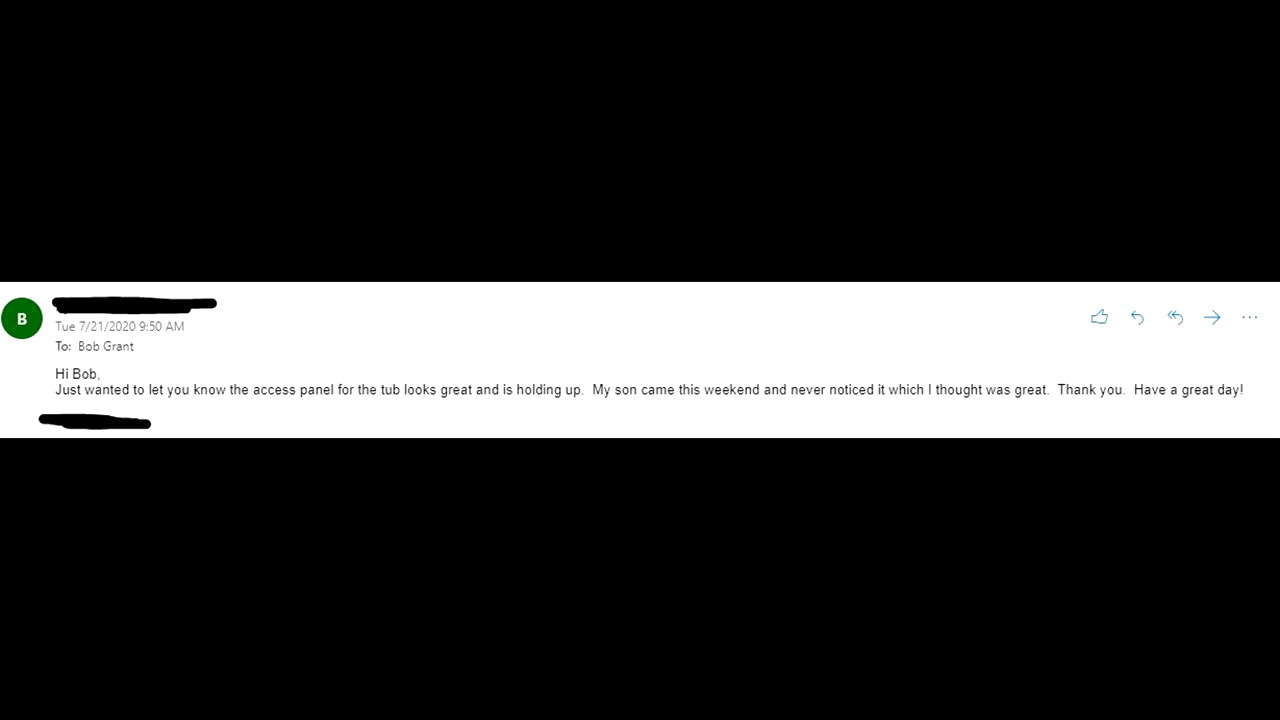 B
Tue 7/21/2020 9:50 AM
To: Bob Grant
Hi Bob,
Just wanted to let you know the access panel for the tub looks great and is holding up.  My son came this weekend and never noticed it which I thought was great.  Thank you.  Have a great day!